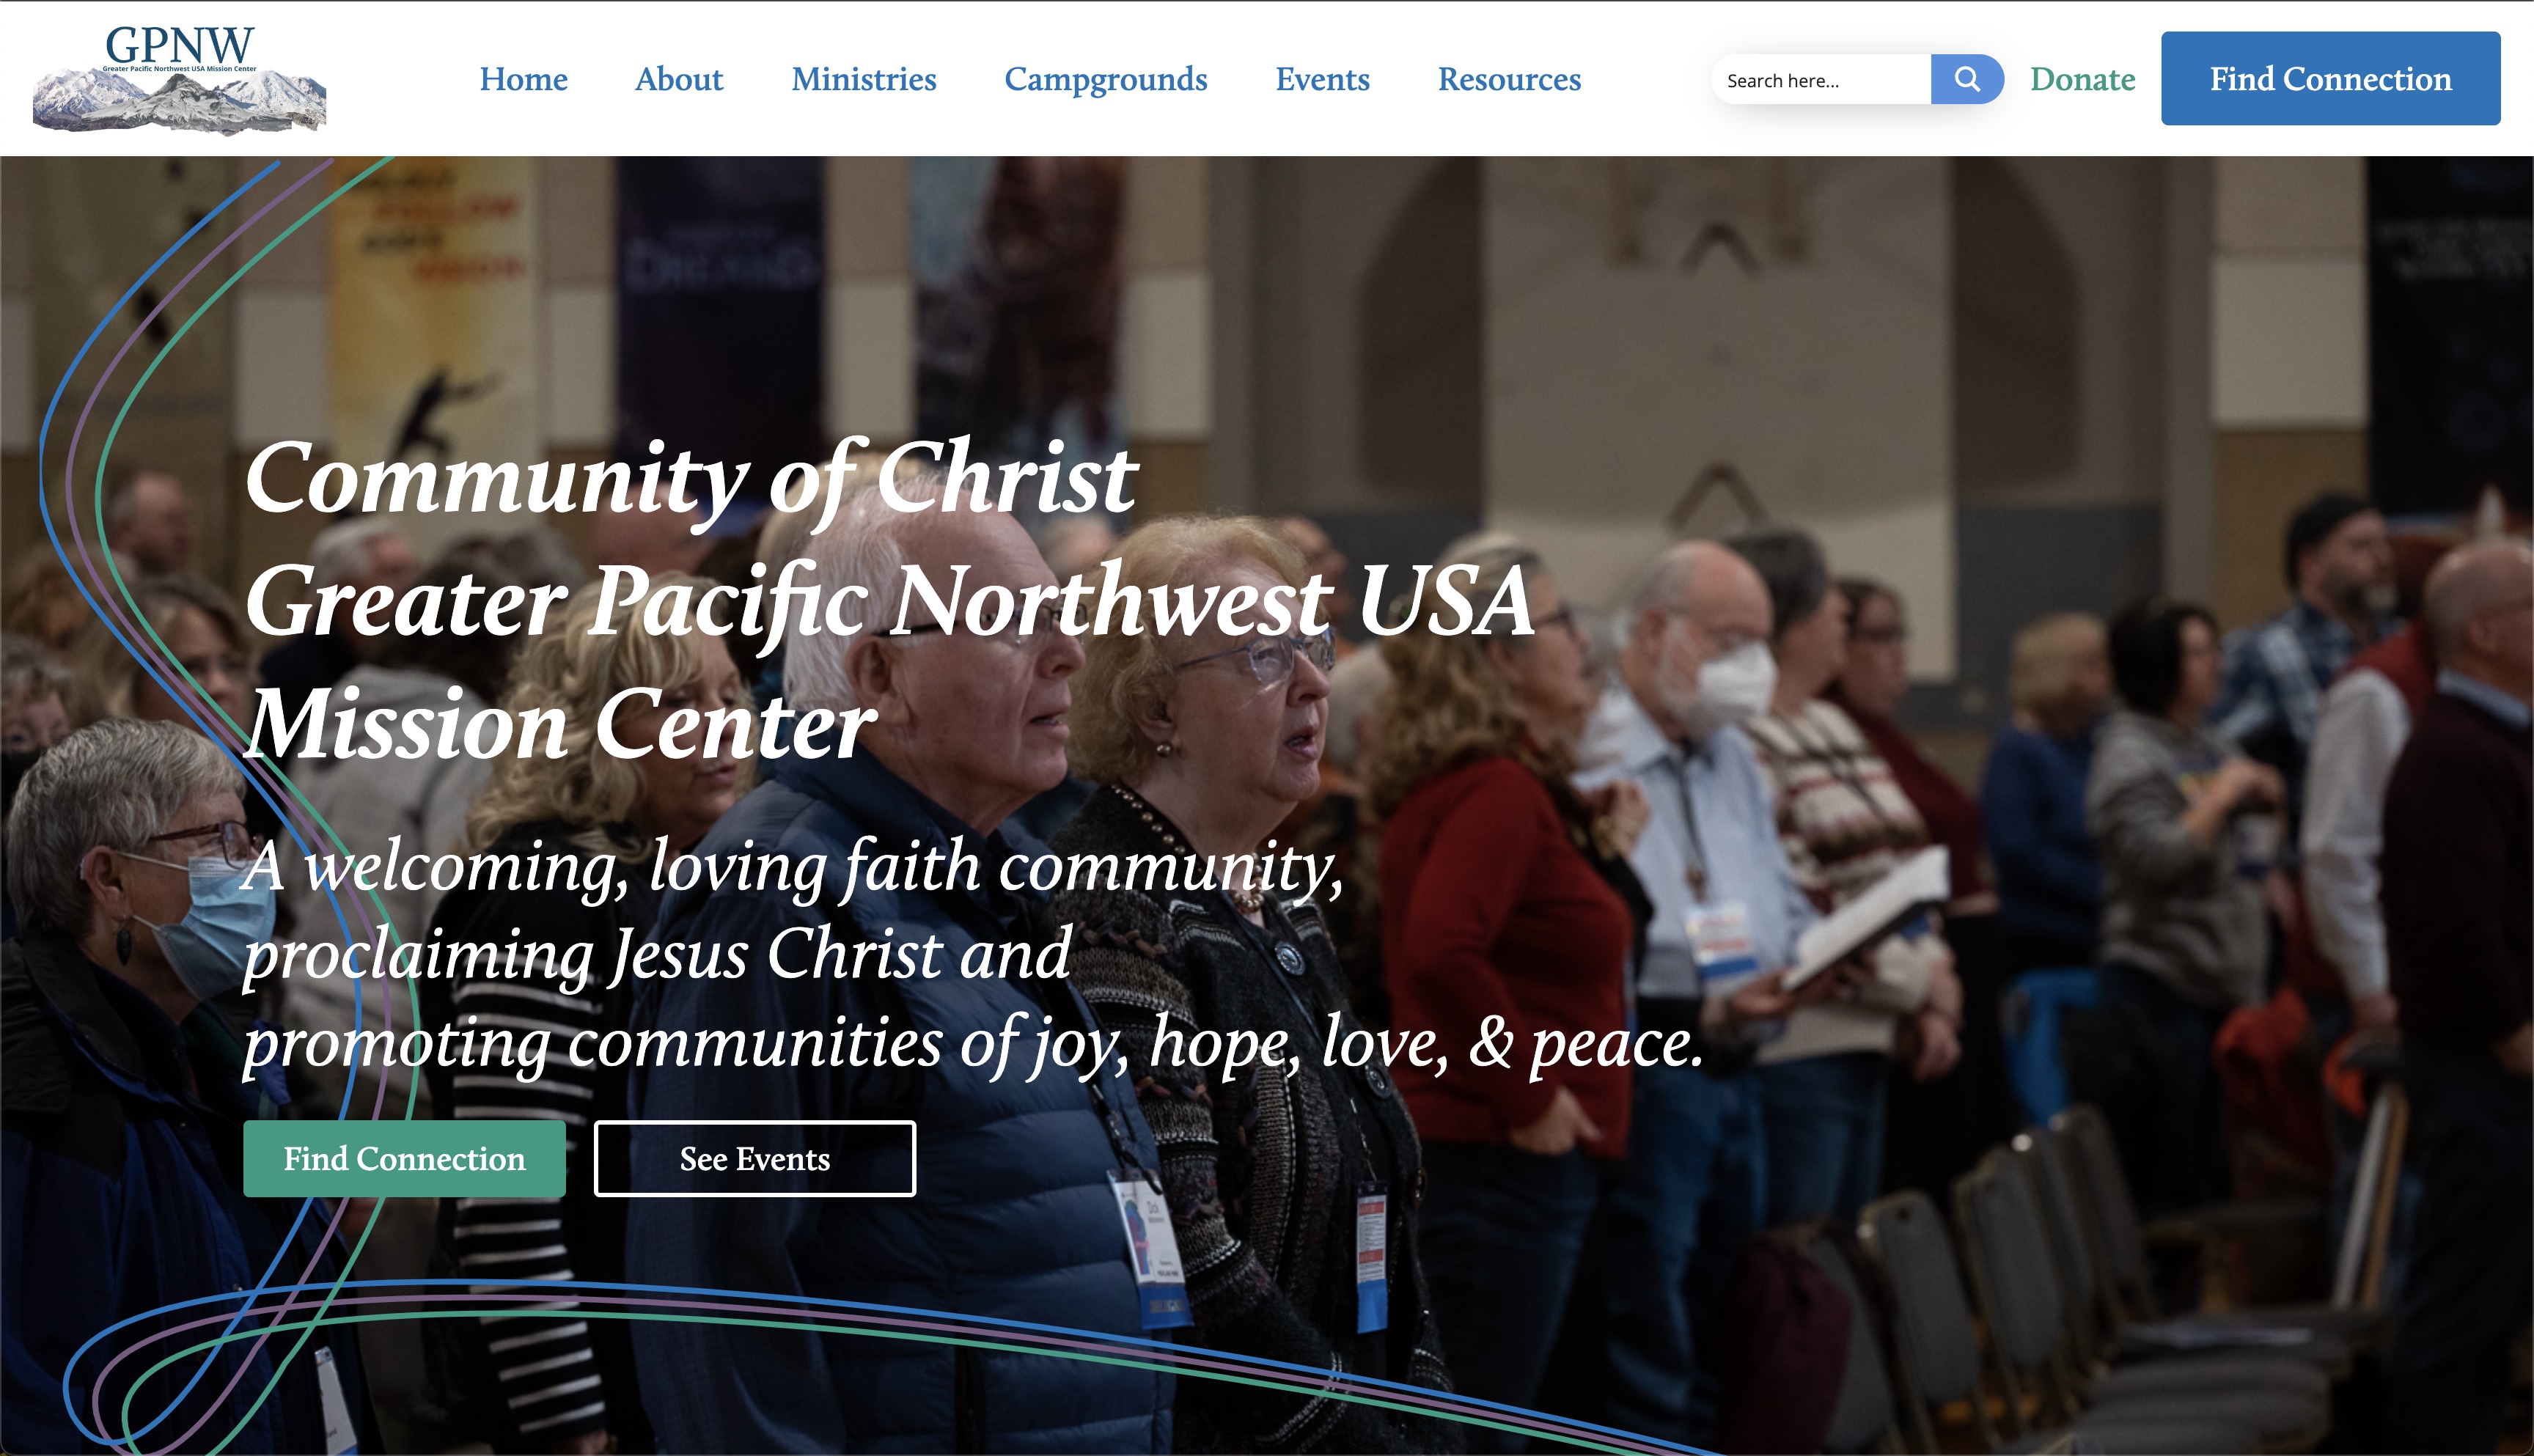 GPNW
Greater Pacific Northwest USA Mission Center
Home
About
Ministries
Campgrounds
Events
Resources
Search here...
Donate
Find Connection
FOLLOW
Community of Christ
Greater Pacific Northwest USA
Mission Center
A welcoming, loving faith community,
proclaiming Jesus Christ and
promoting communities of joy, hope, love, & peace.
Find Connection
See Events
Dick